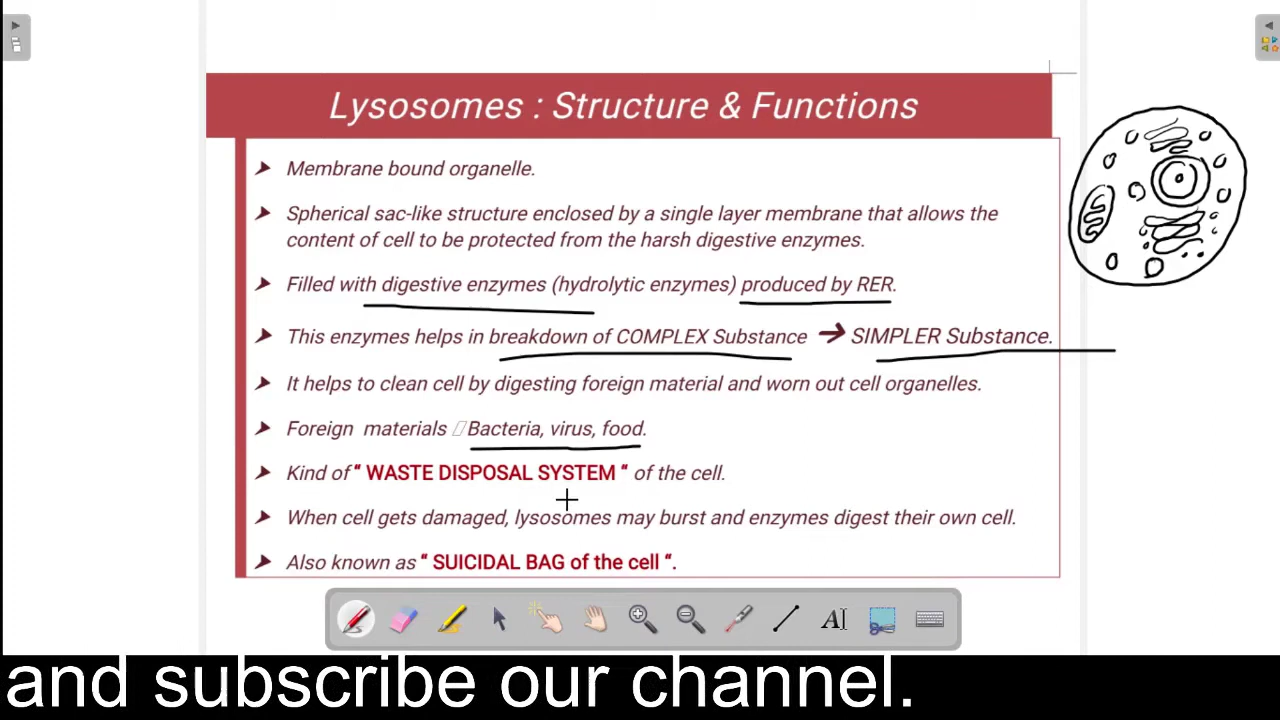 Lysosomes : Structure & Functions
Membrane bound organelle.
Spherical sac-like structure enclosed by a single layer membrane that allows the
content of cell to be protected from the harsh digestive enzymes.
Filled with digestive enzymes (hydrolytic enzymes) produced by RER.
This enzymes helps in breakdown of COMPLEX Substance → SIMPLER Substance.
It helps to clean cell by digesting foreign material and worn out cell organelles.
Foreign materials Bacteria, virus, food.
Kind of “ WASTE DISPOSAL SYSTEM “ of the cell.
When cell gets damaged, lysosomes may burst and enzymes digest their own cell.
Also known as “ SUICIDAL BAG of the cell “.
AI
and subscribe our channel.